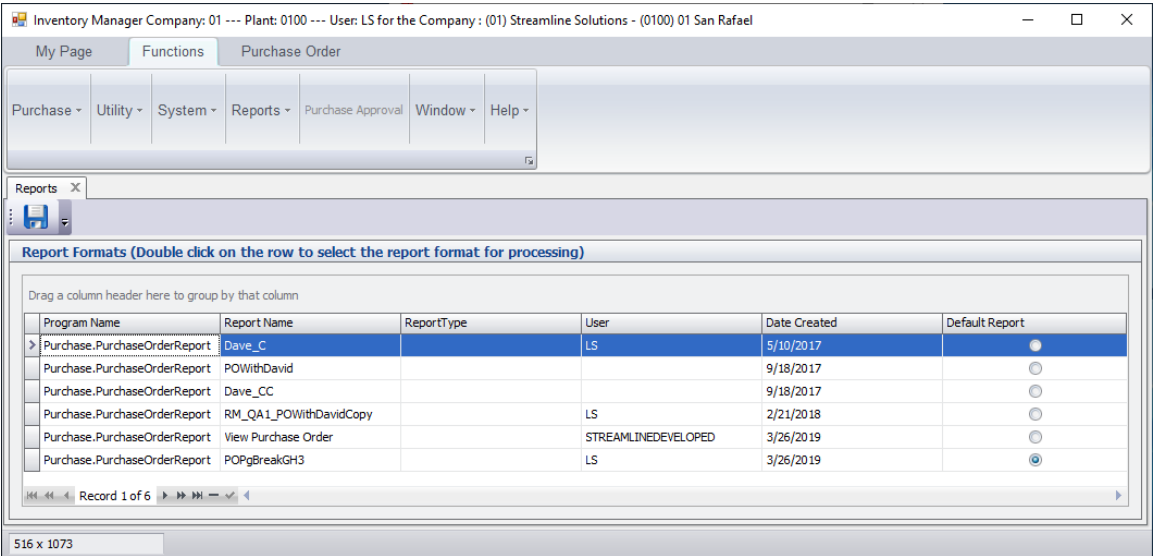 Inventory Manager Company: 01 --- Plant: 0100 --- User: LS for the Company : (01) Streamline Solutions - (0100) 01 San Rafael
My Page Functions Purchase Order
Purchase Utility System Reports Purchase Approval Window Help
Reports X
Report Formats (Double click on the row to select the report format for processing)
Drag a column header here to group by that column
Program Name Report Name ReportType User Date Created Default Report
Purchase.PurchaseOrderReport Dave_C LS 5/10/2017
Purchase.PurchaseOrderReport POWithDavid 9/18/2017
Purchase.PurchaseOrderReport Dave_CC 9/18/2017
Purchase.PurchaseOrderReport RM_QA1_POWithDavidCopy LS 2/21/2018
Purchase.PurchaseOrderReport View Purchase Order STREAMLINEDEVELOPED 3/26/2019
Purchase.PurchaseOrderReport POPgBreakGH3 LS 3/26/2019
Record 1 of 6
516 x 1073